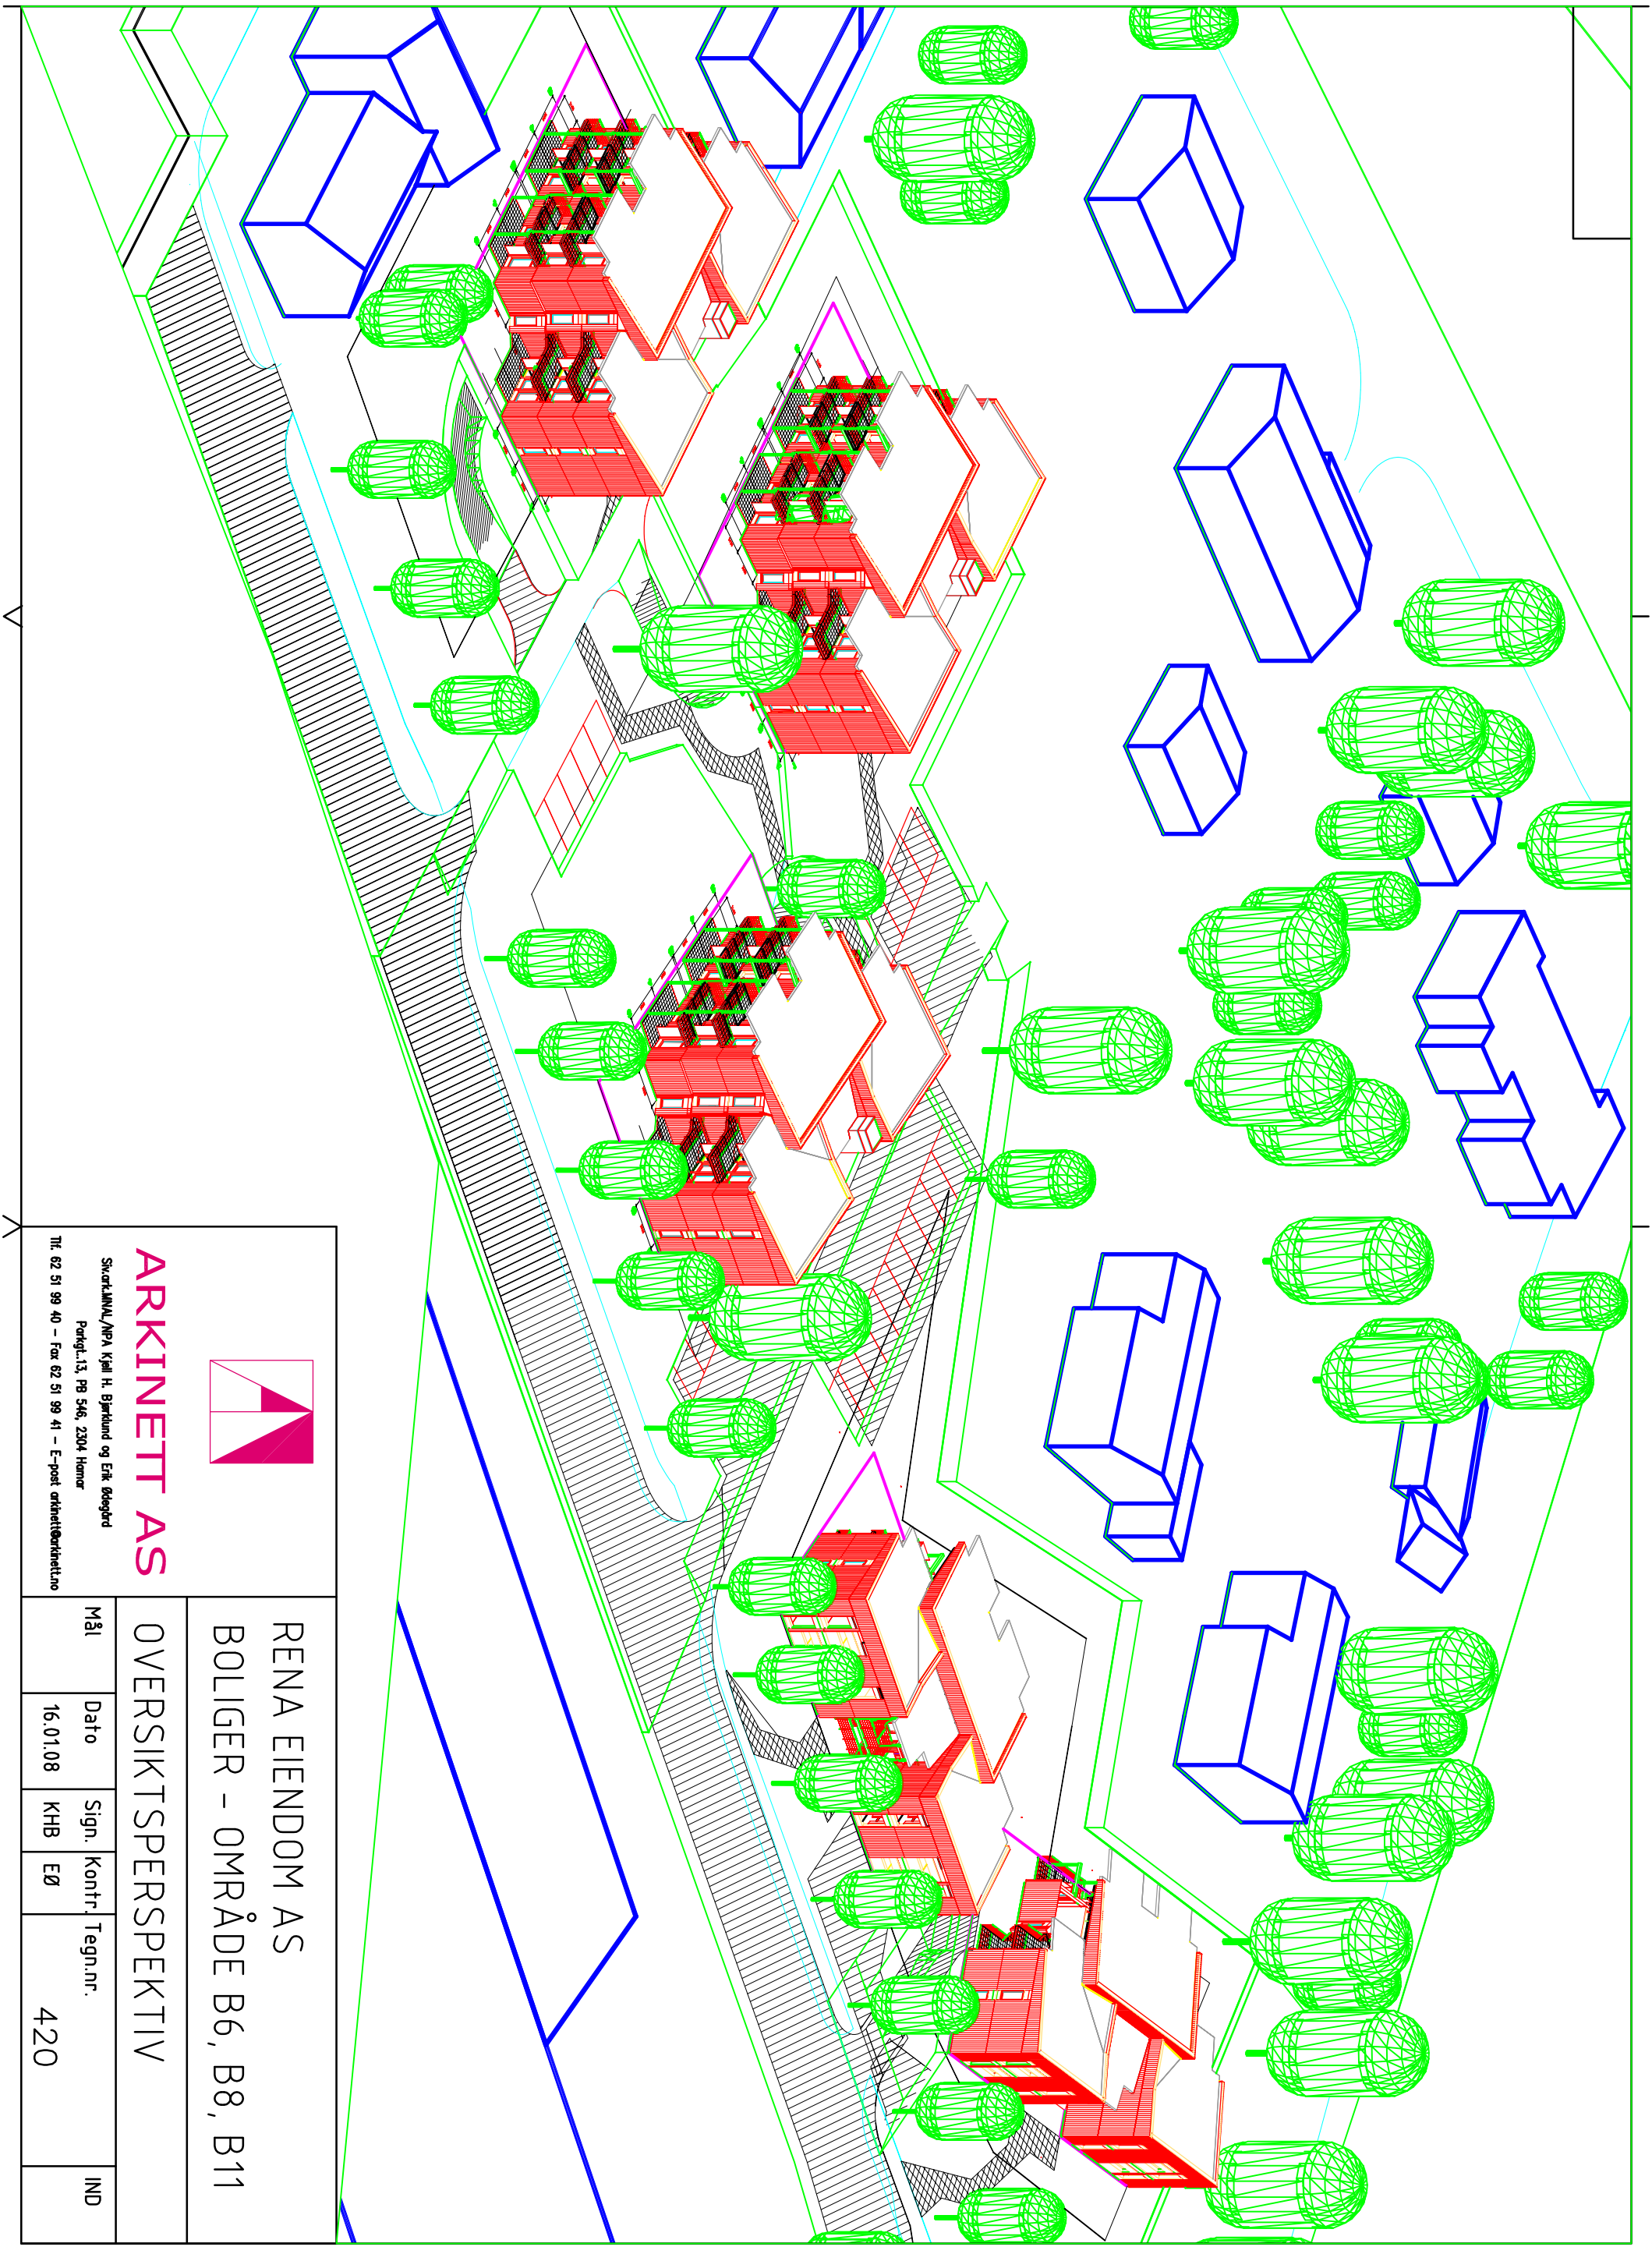 ARKINETT AS
Siv.ark.MNAL/NPA Kjell H. Bjørklund og Erik Ødegård
Parkgt.13, PB 546, 2304 Hamar
Tlf. 62 51 99 40 – Fax 62 51 99 41 – E-post arkinett@arkinett.no
RENA EIENDOM AS
BOLIGER - OMRÅDE B6, B8, B11
OVERSIKTSPERSPEKTIV
Mål Dato Sign. Kontr. Tegn.nr. IND
16.01.08 KHB EØ 420